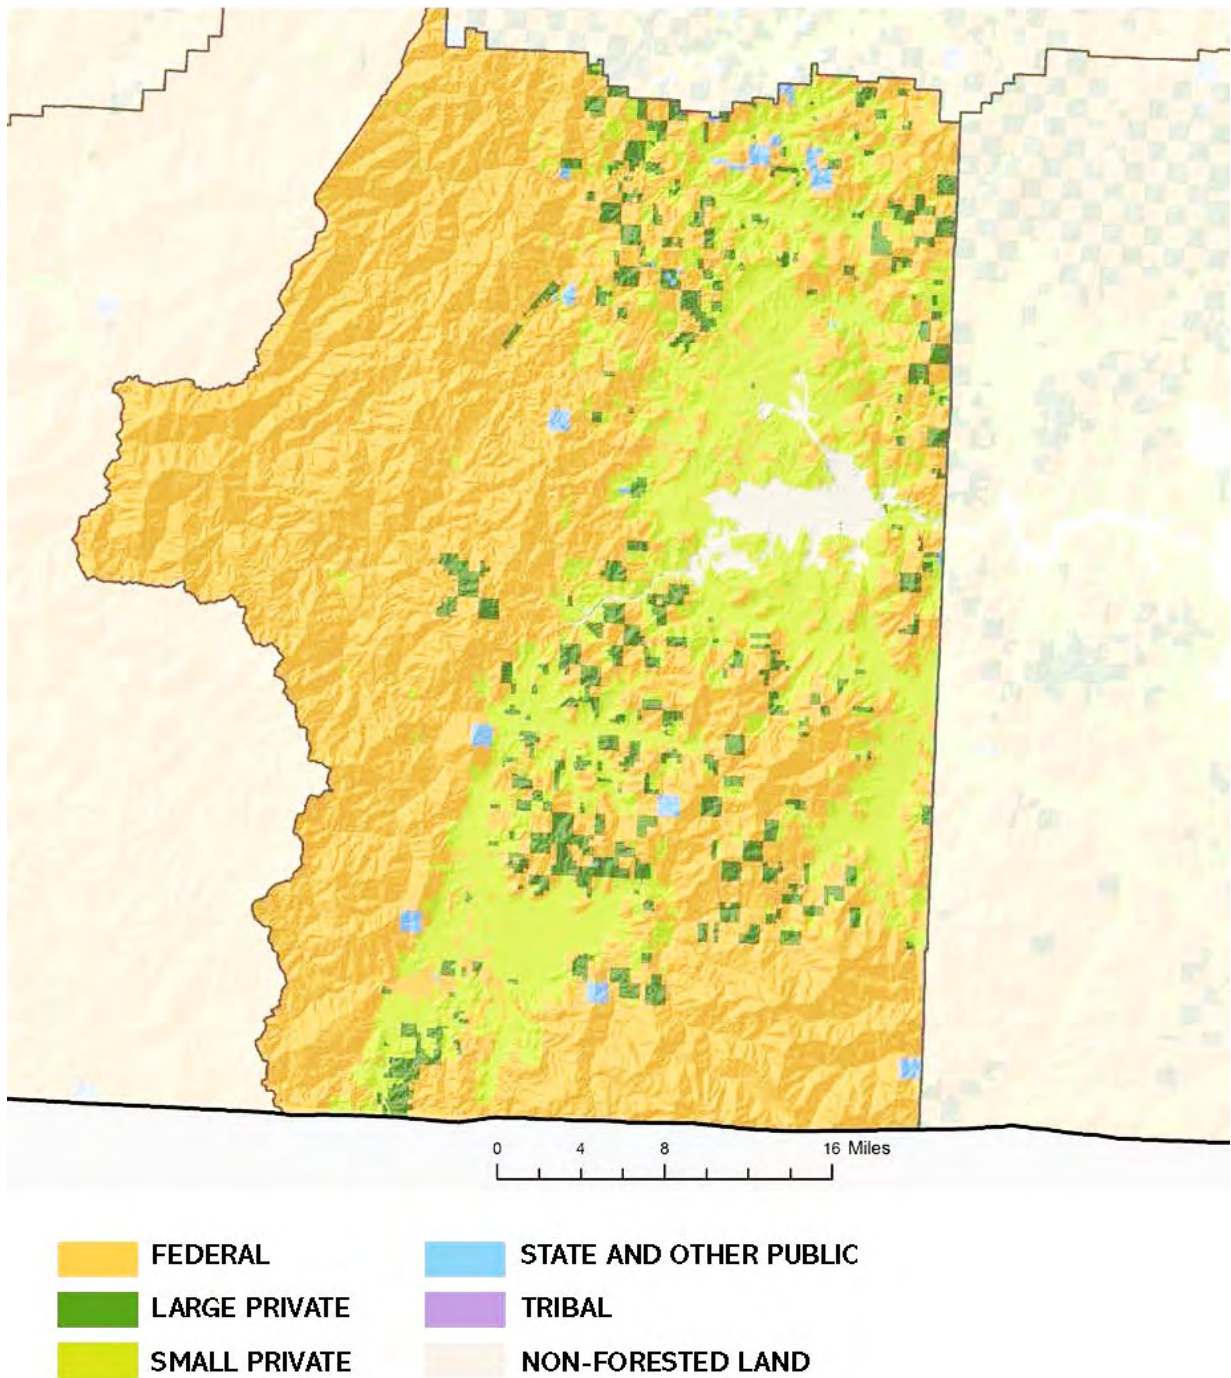 0 4 8 16 Miles
FEDERAL STATE AND OTHER PUBLIC
LARGE PRIVATE TRIBAL
SMALL PRIVATE NON-FORESTED LAND